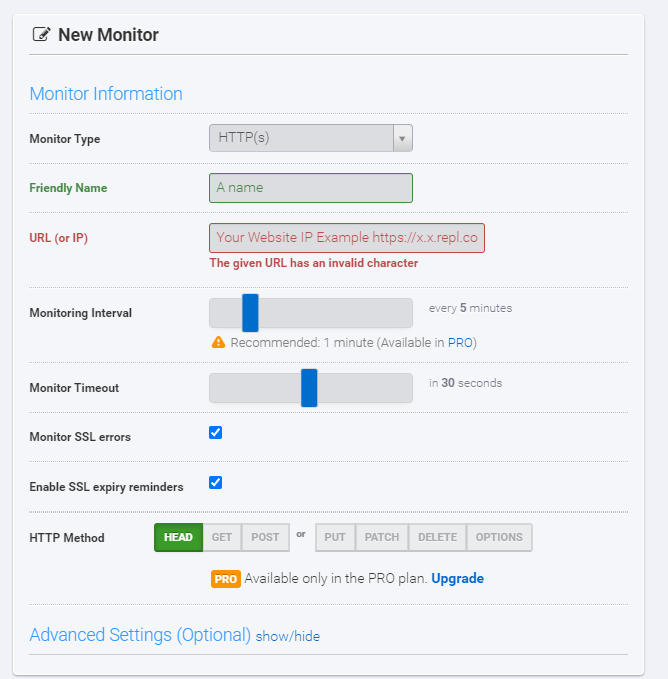 New Monitor
Monitor Information
Monitor Type HTTP(s)
Friendly Name A name
URL (or IP) Your Website IP Example https://x.x.repl.co
The given URL has an invalid character
Monitoring Interval every 5 minutes
Recommended: 1 minute (Available in PRO)
Monitor Timeout in 30 seconds
Monitor SSL errors
Enable SSL expiry reminders
HTTP Method HEAD GET POST or PUT PATCH DELETE OPTIONS
PRO Available only in the PRO plan. Upgrade
Advanced Settings (Optional) show/hide